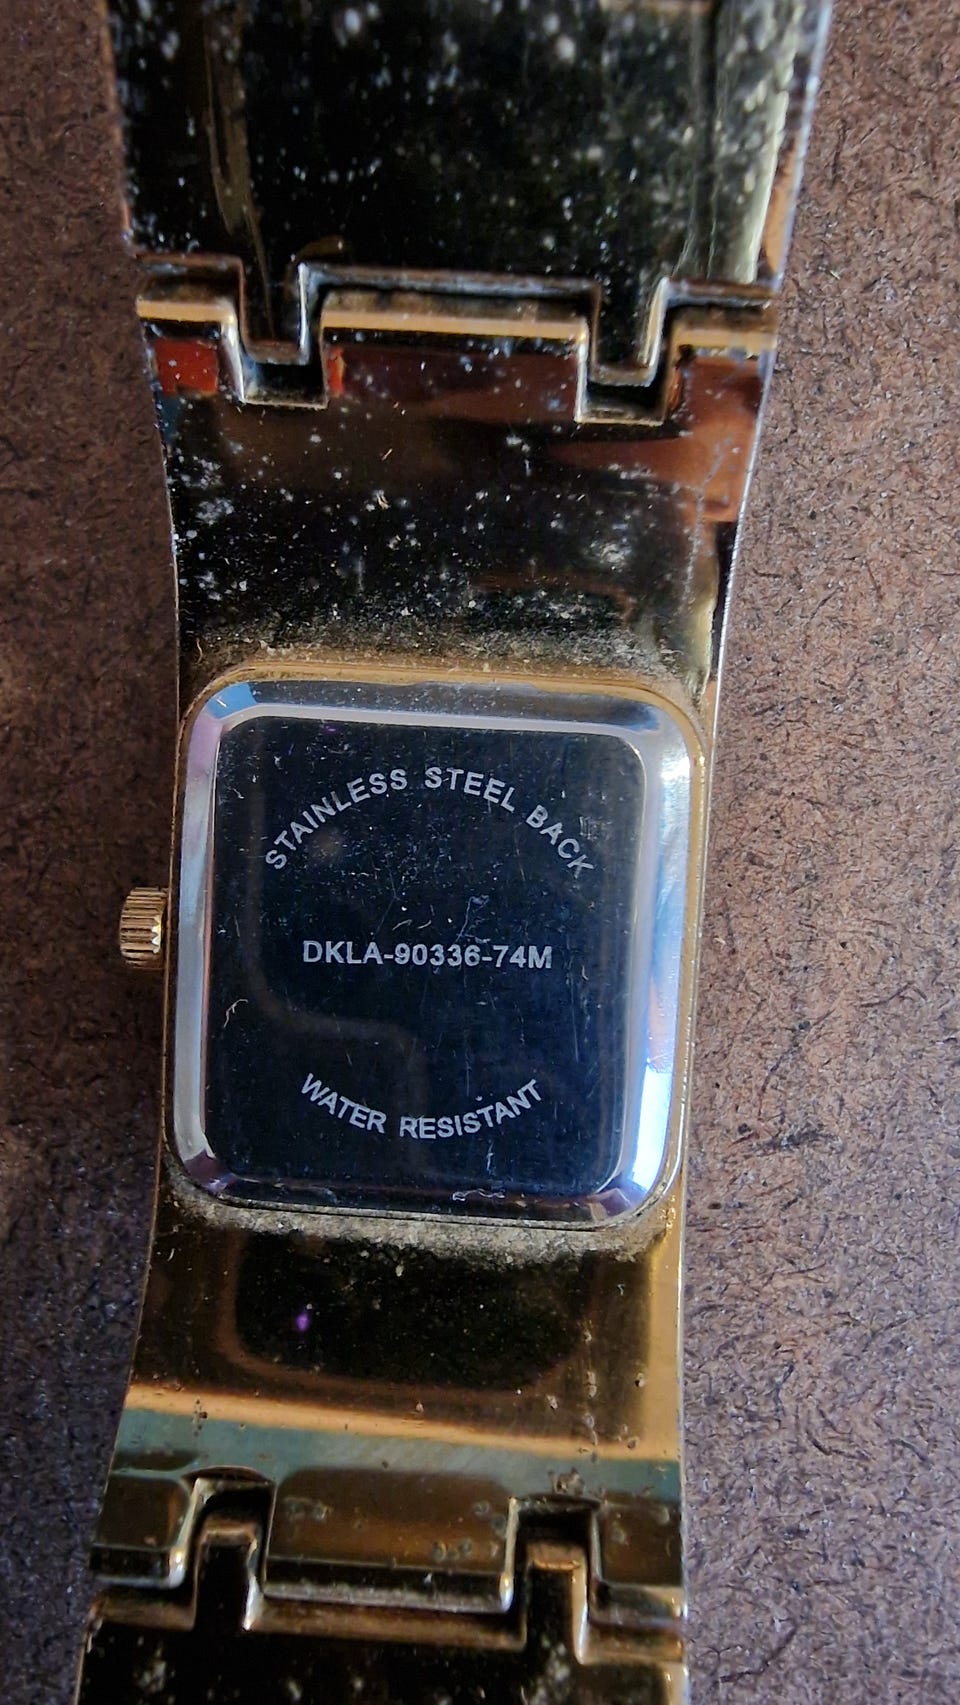 STAINLESS STEEL BACK
DKLA-90336-74M
WATER RESISTANT